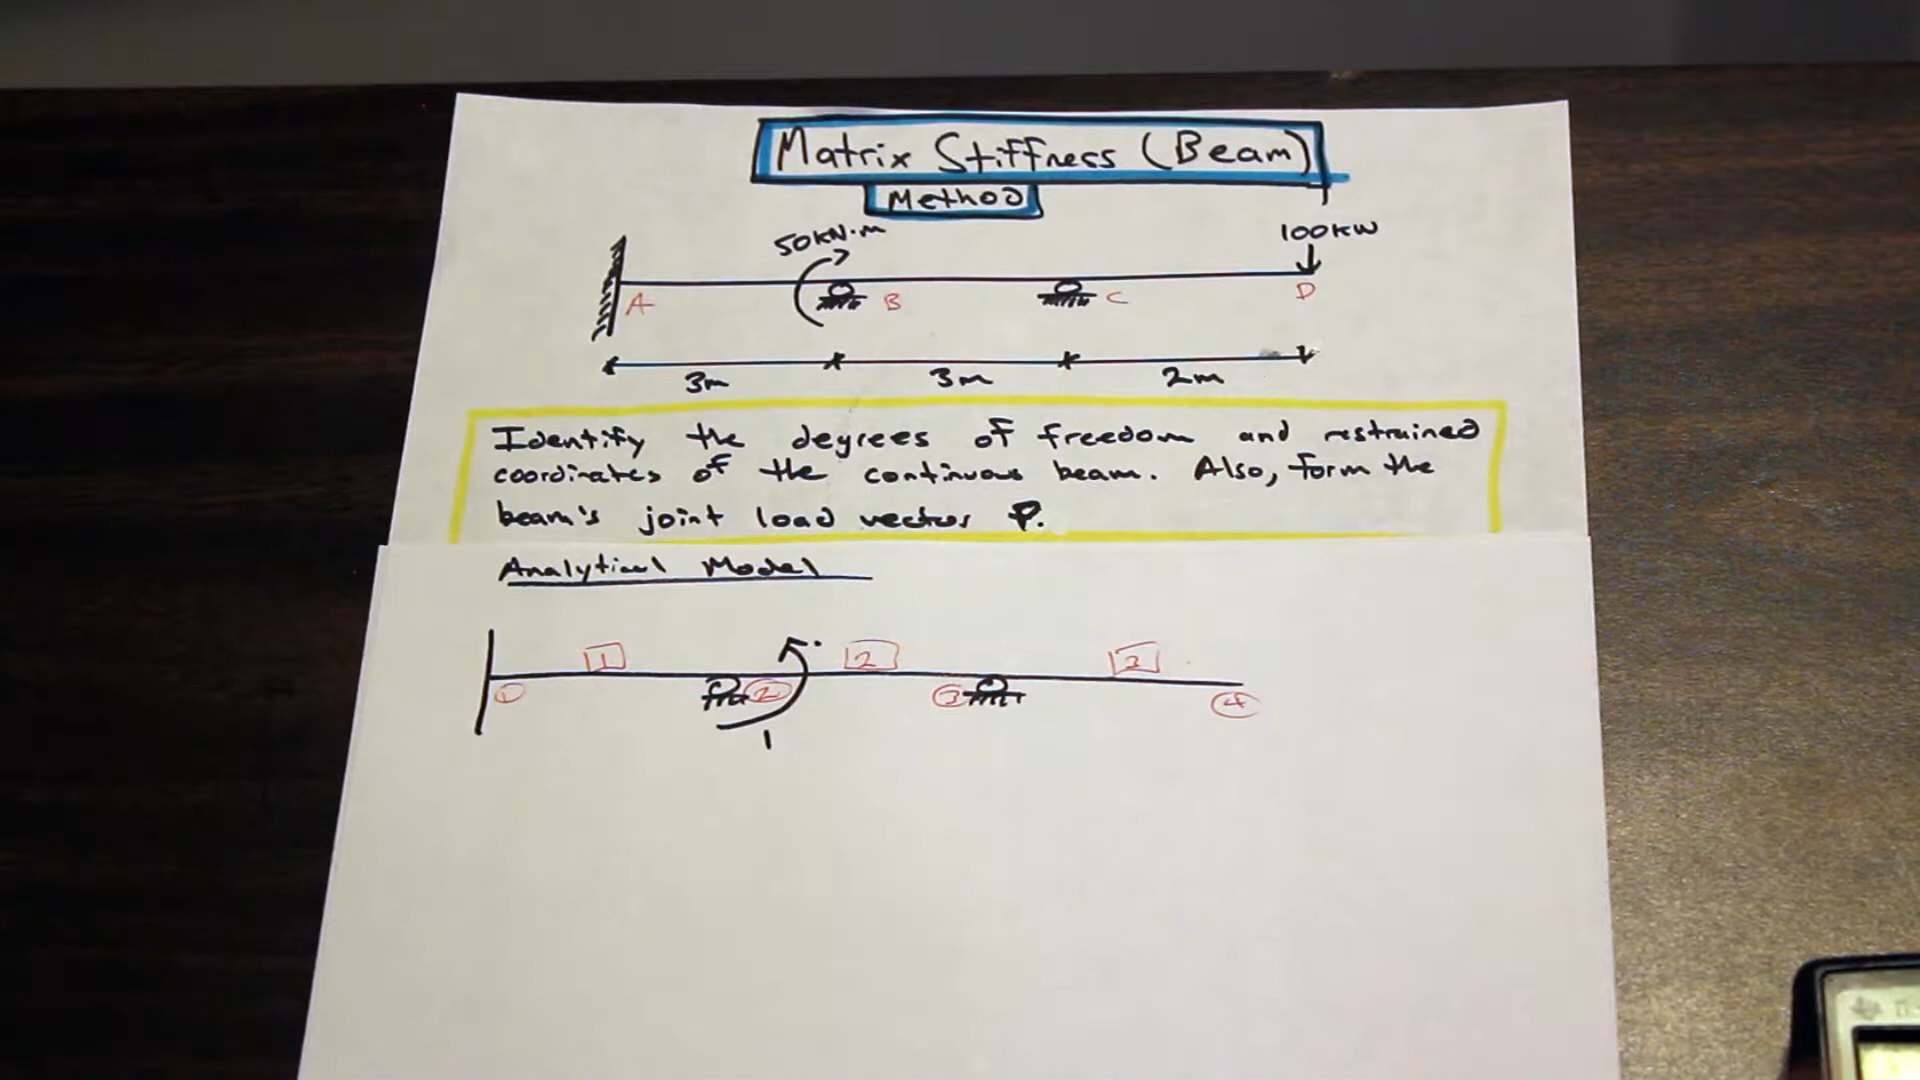 Matrix Stiffness (Beam)
Method
50kN·m
100kN
A
B
C
D
3m
3m
2m
Identify the degrees of freedom and restrained
coordinates of the continuous beam. Also, form the
beam's joint load vector P.
Analytical Model
1
2
3
1
2
3
4
1